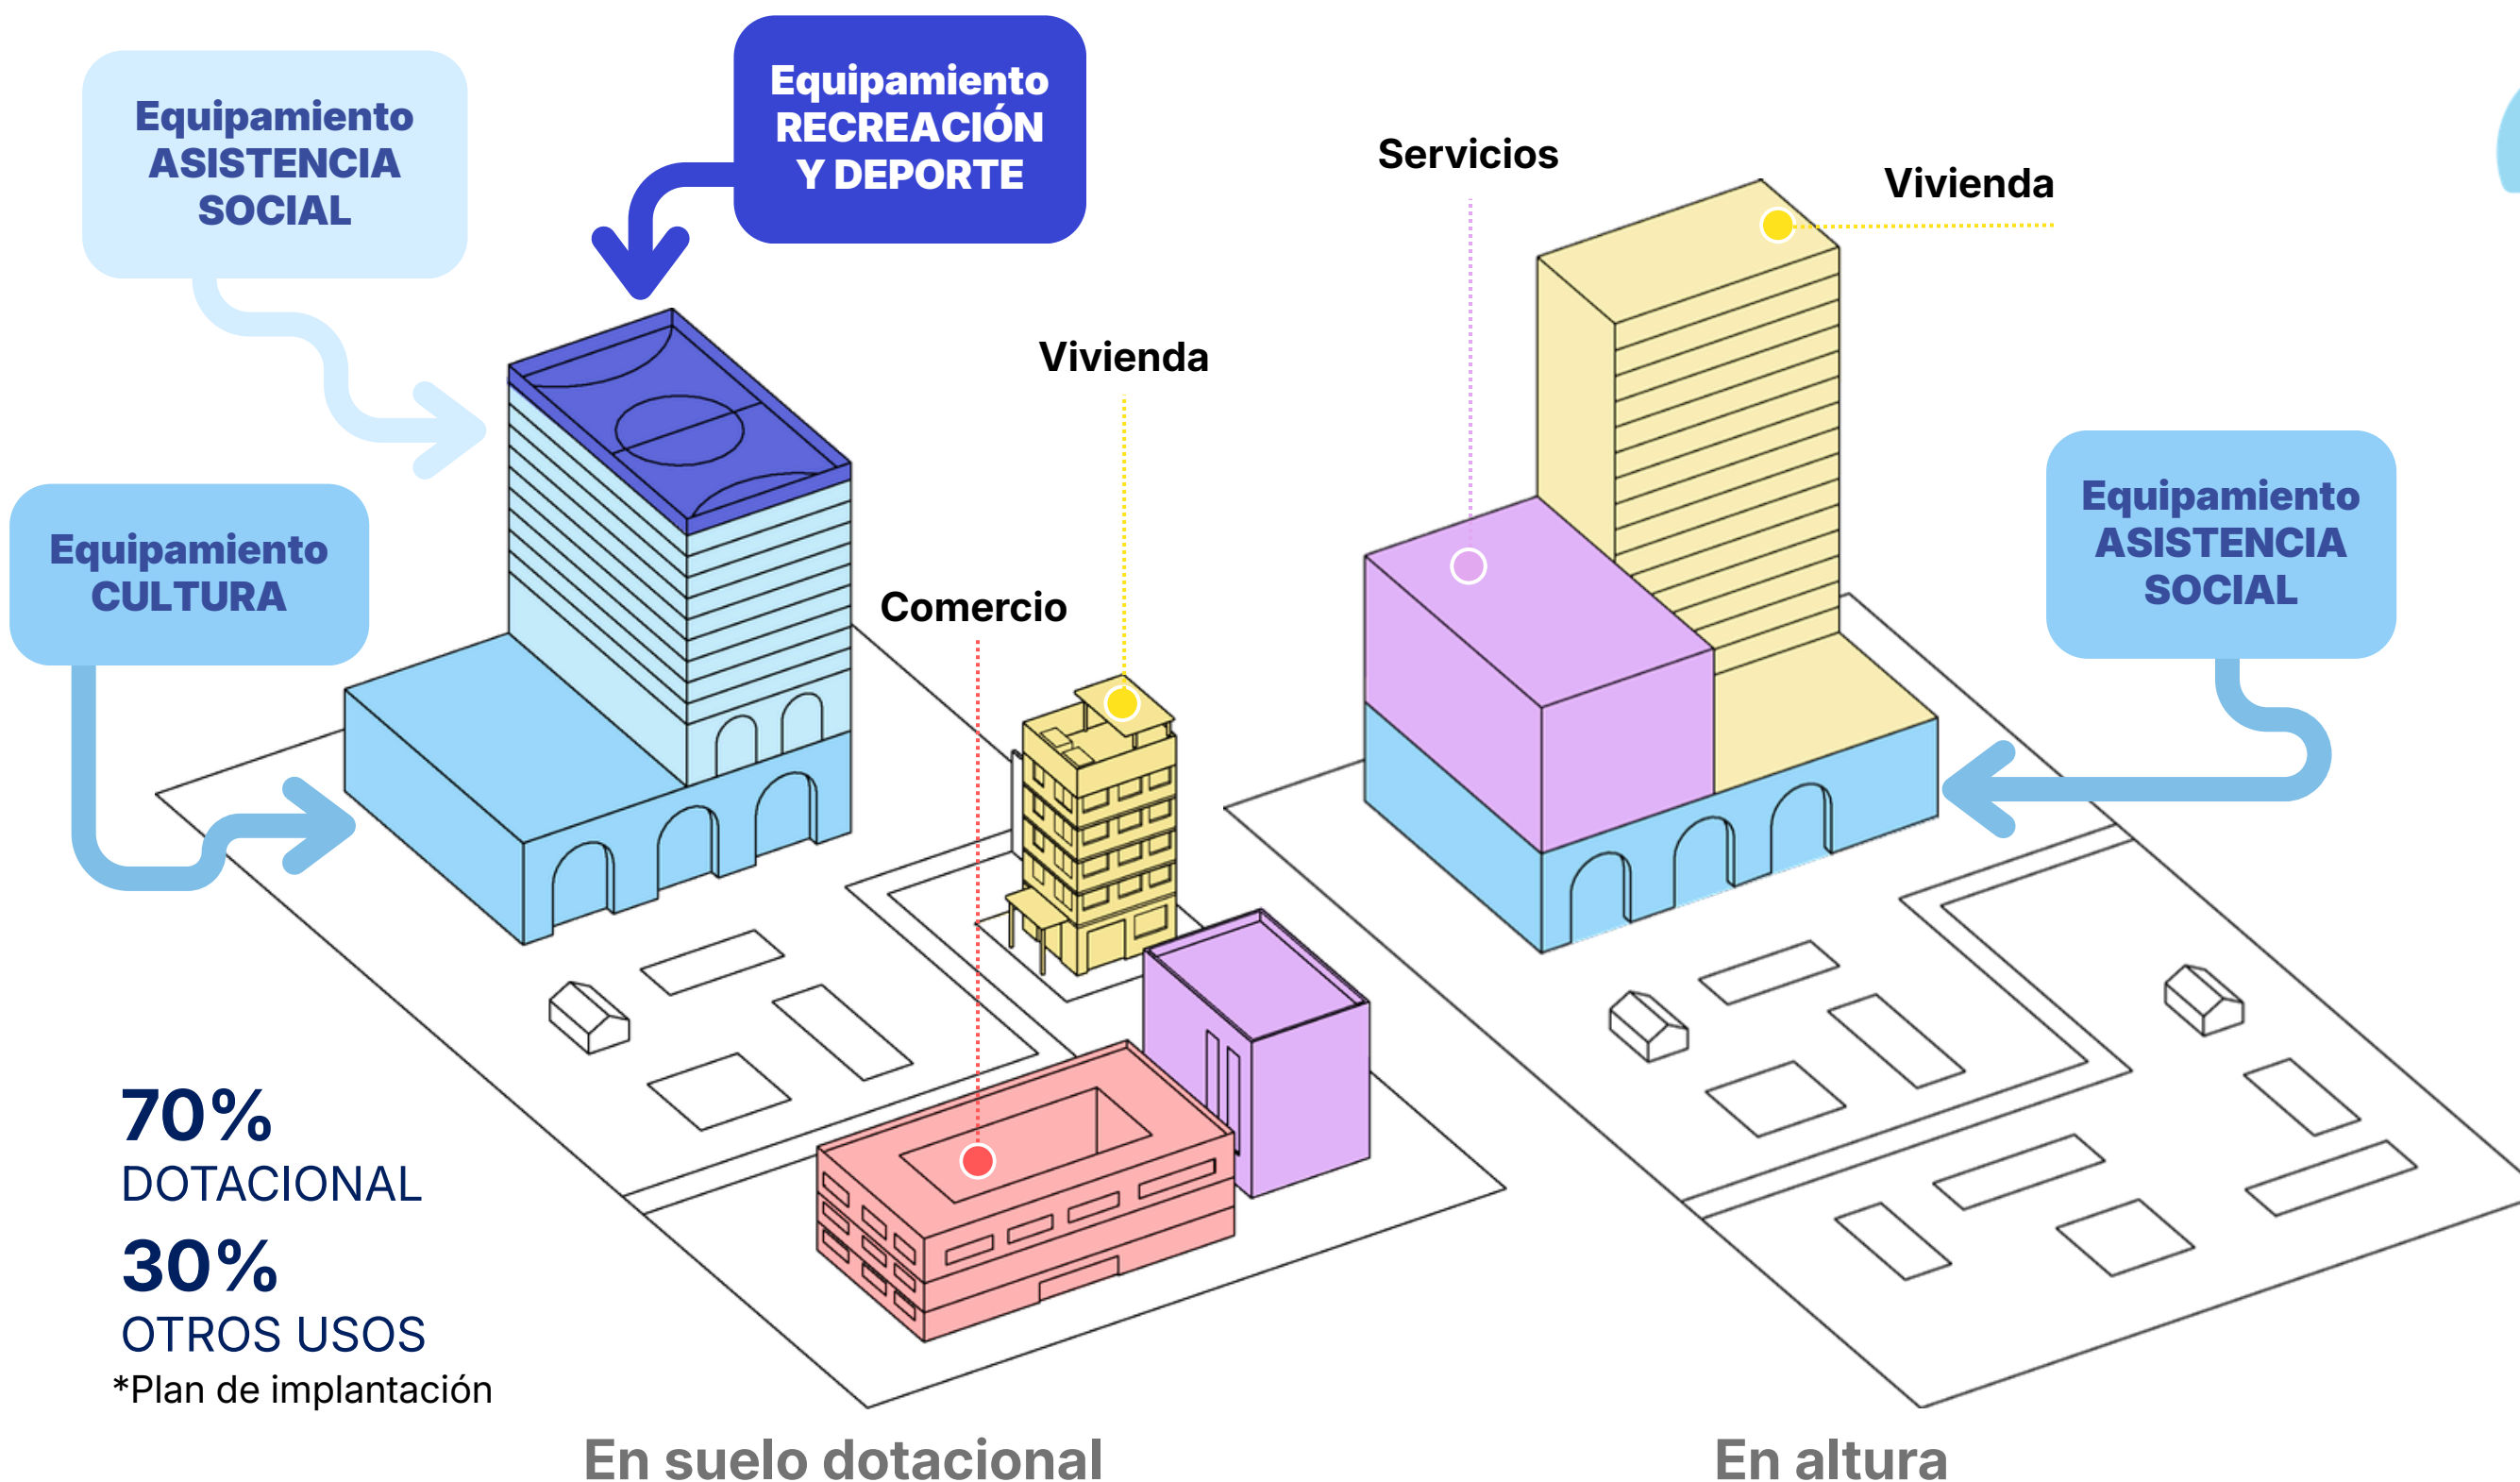 Equipamiento
ASISTENCIA
SOCIAL
Equipamiento
RECREACIÓN
Y DEPORTE
Servicios
Vivienda
Vivienda
Equipamiento
CULTURA
Equipamiento
ASISTENCIA
SOCIAL
Comercio
70%
DOTACIONAL
30%
OTROS USOS
*Plan de implantación
En suelo dotacional
En altura